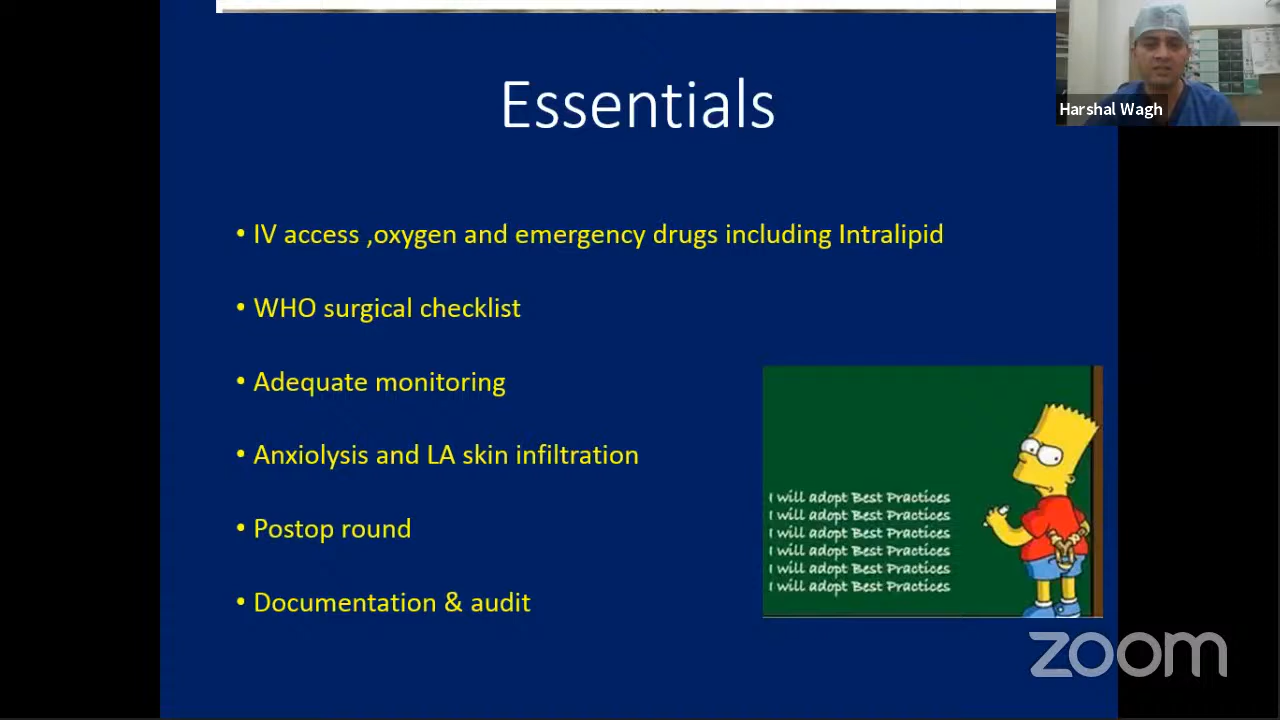 Essentials
Harshal Wagh
• IV access ,oxygen and emergency drugs including Intralipid
• WHO surgical checklist
• Adequate monitoring
• Anxiolysis and LA skin infiltration
• Postop round
• Documentation & audit
I will adopt Best Practices
I will adopt Best Practices
I will adopt Best Practices
I will adopt Best Practices
I will adopt Best Practices
I will adopt Best Practices
zoom